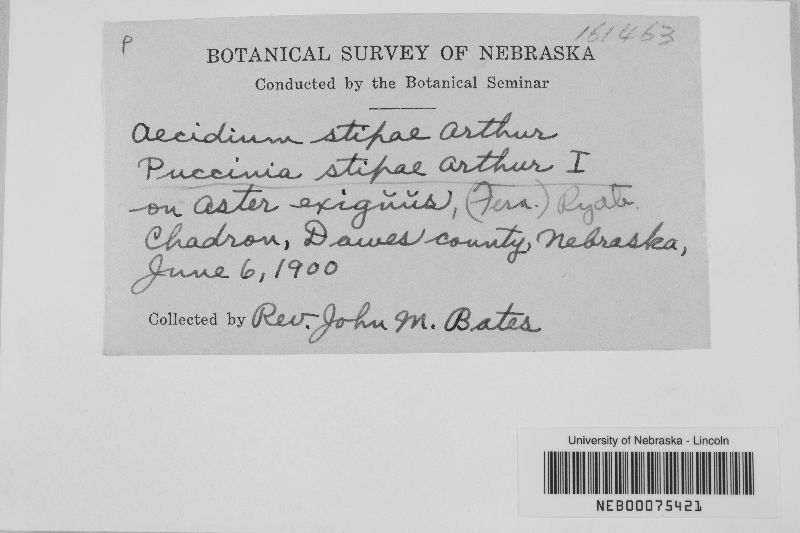 P
161463
BOTANICAL SURVEY OF NEBRASKA
Conducted by the Botanical Seminar
Aecidium stipae Arthur
Puccinia stipae Arthur I
on Aster exigŭŭs, (Fern.) Rydb.
Chadron, Dawes county, Nebraska,
June 6, 1900
Collected by Rev. John M. Bates
University of Nebraska - Lincoln
NEB00075421